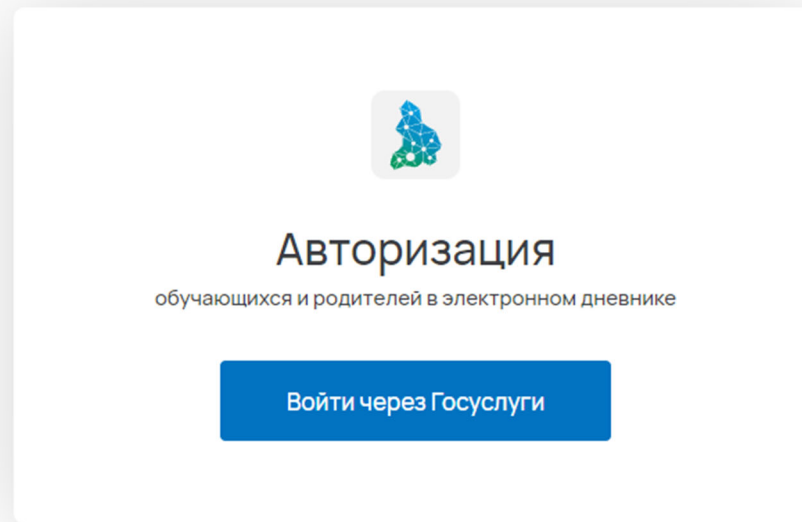 Авторизация
обучающихся и родителей в электронном дневнике
Войти через Госуслуги